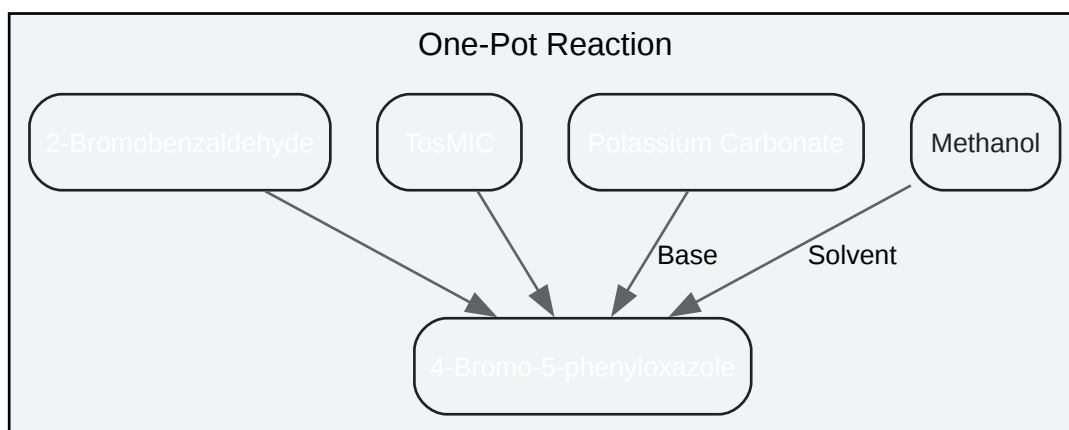 One-Pot Reaction
2-Bromobenzaldehyde
TosMIC
Potassium Carbonate
Methanol
Base
Solvent
4-Bromo-5-phenyloxazole